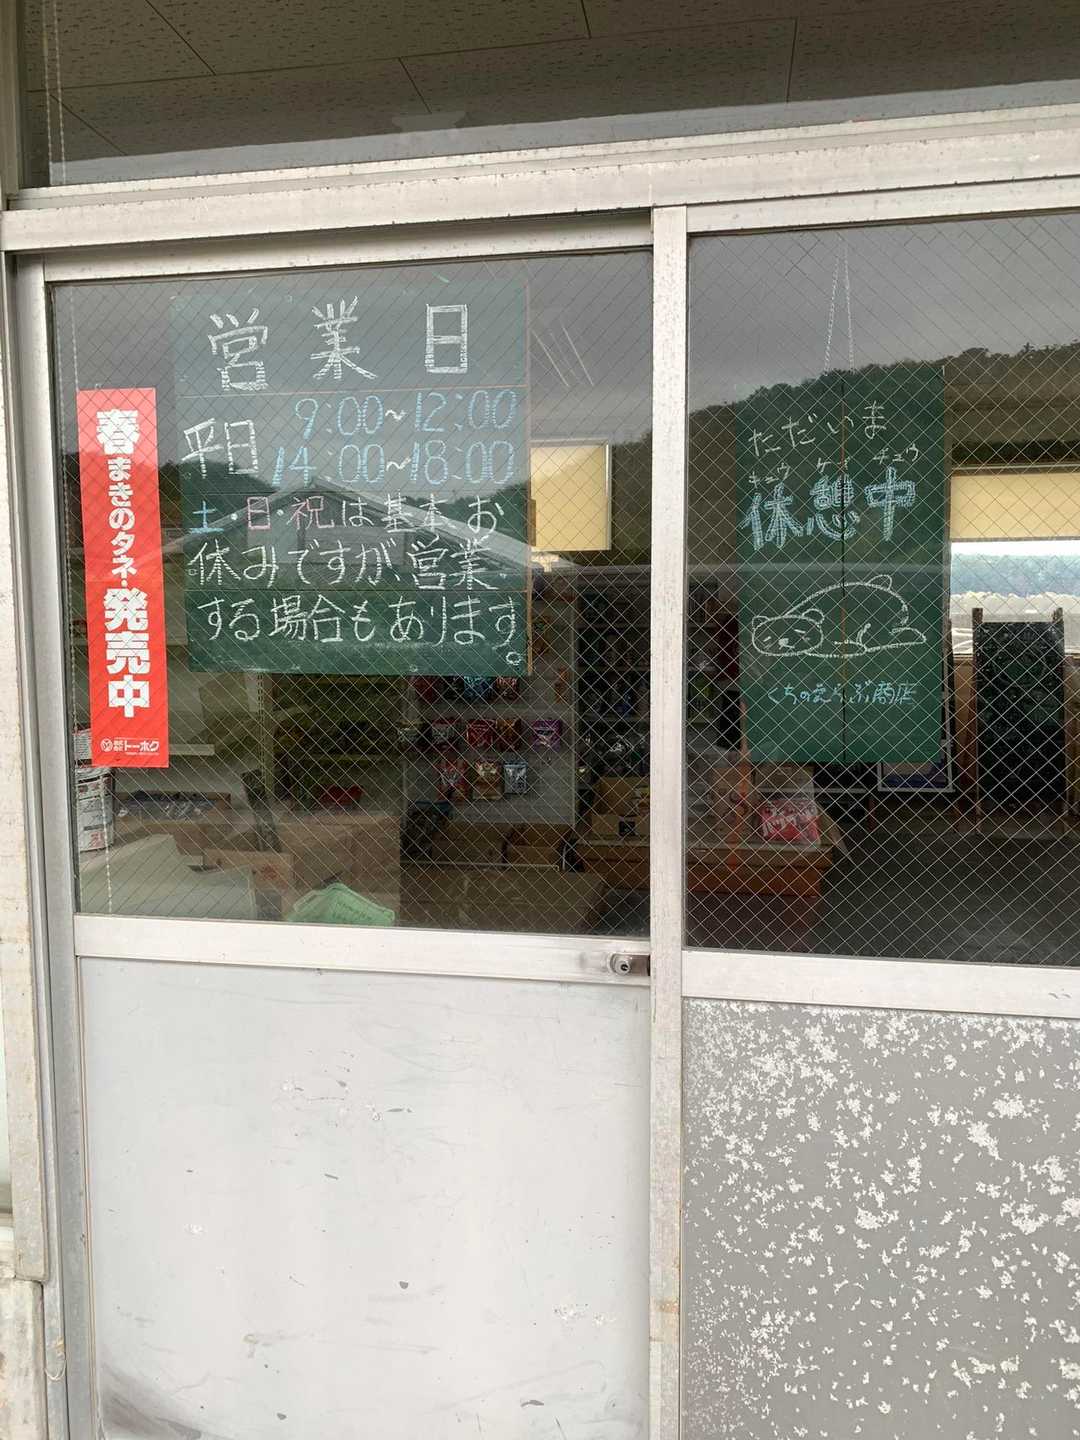 営業日
平日 9:00~12:00
14:00~18:00
土・日・祝は基本お
休みですが、営業
する場合もあります。
春まきのタネ・発売中
トーホク
ただいま
キュウ ケイ チュウ
休憩中
くちのえらぶ商店